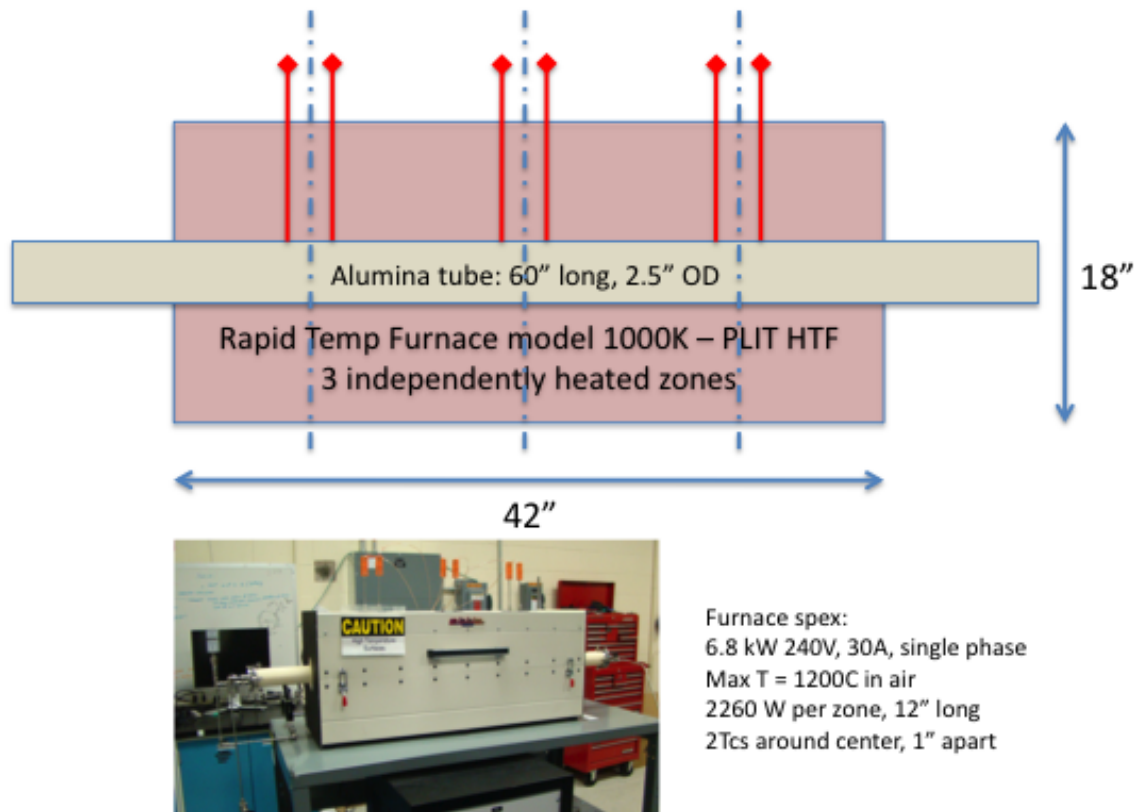 Alumina tube: 60” long, 2.5” OD
18”
Rapid Temp Furnace model 1000K – PLIT HTF
3 independently heated zones
42”
CAUTION
Furnace spex:
6.8 kW 240V, 30A, single phase
Max T = 1200C in air
2260 W per zone, 12” long
2Tcs around center, 1” apart